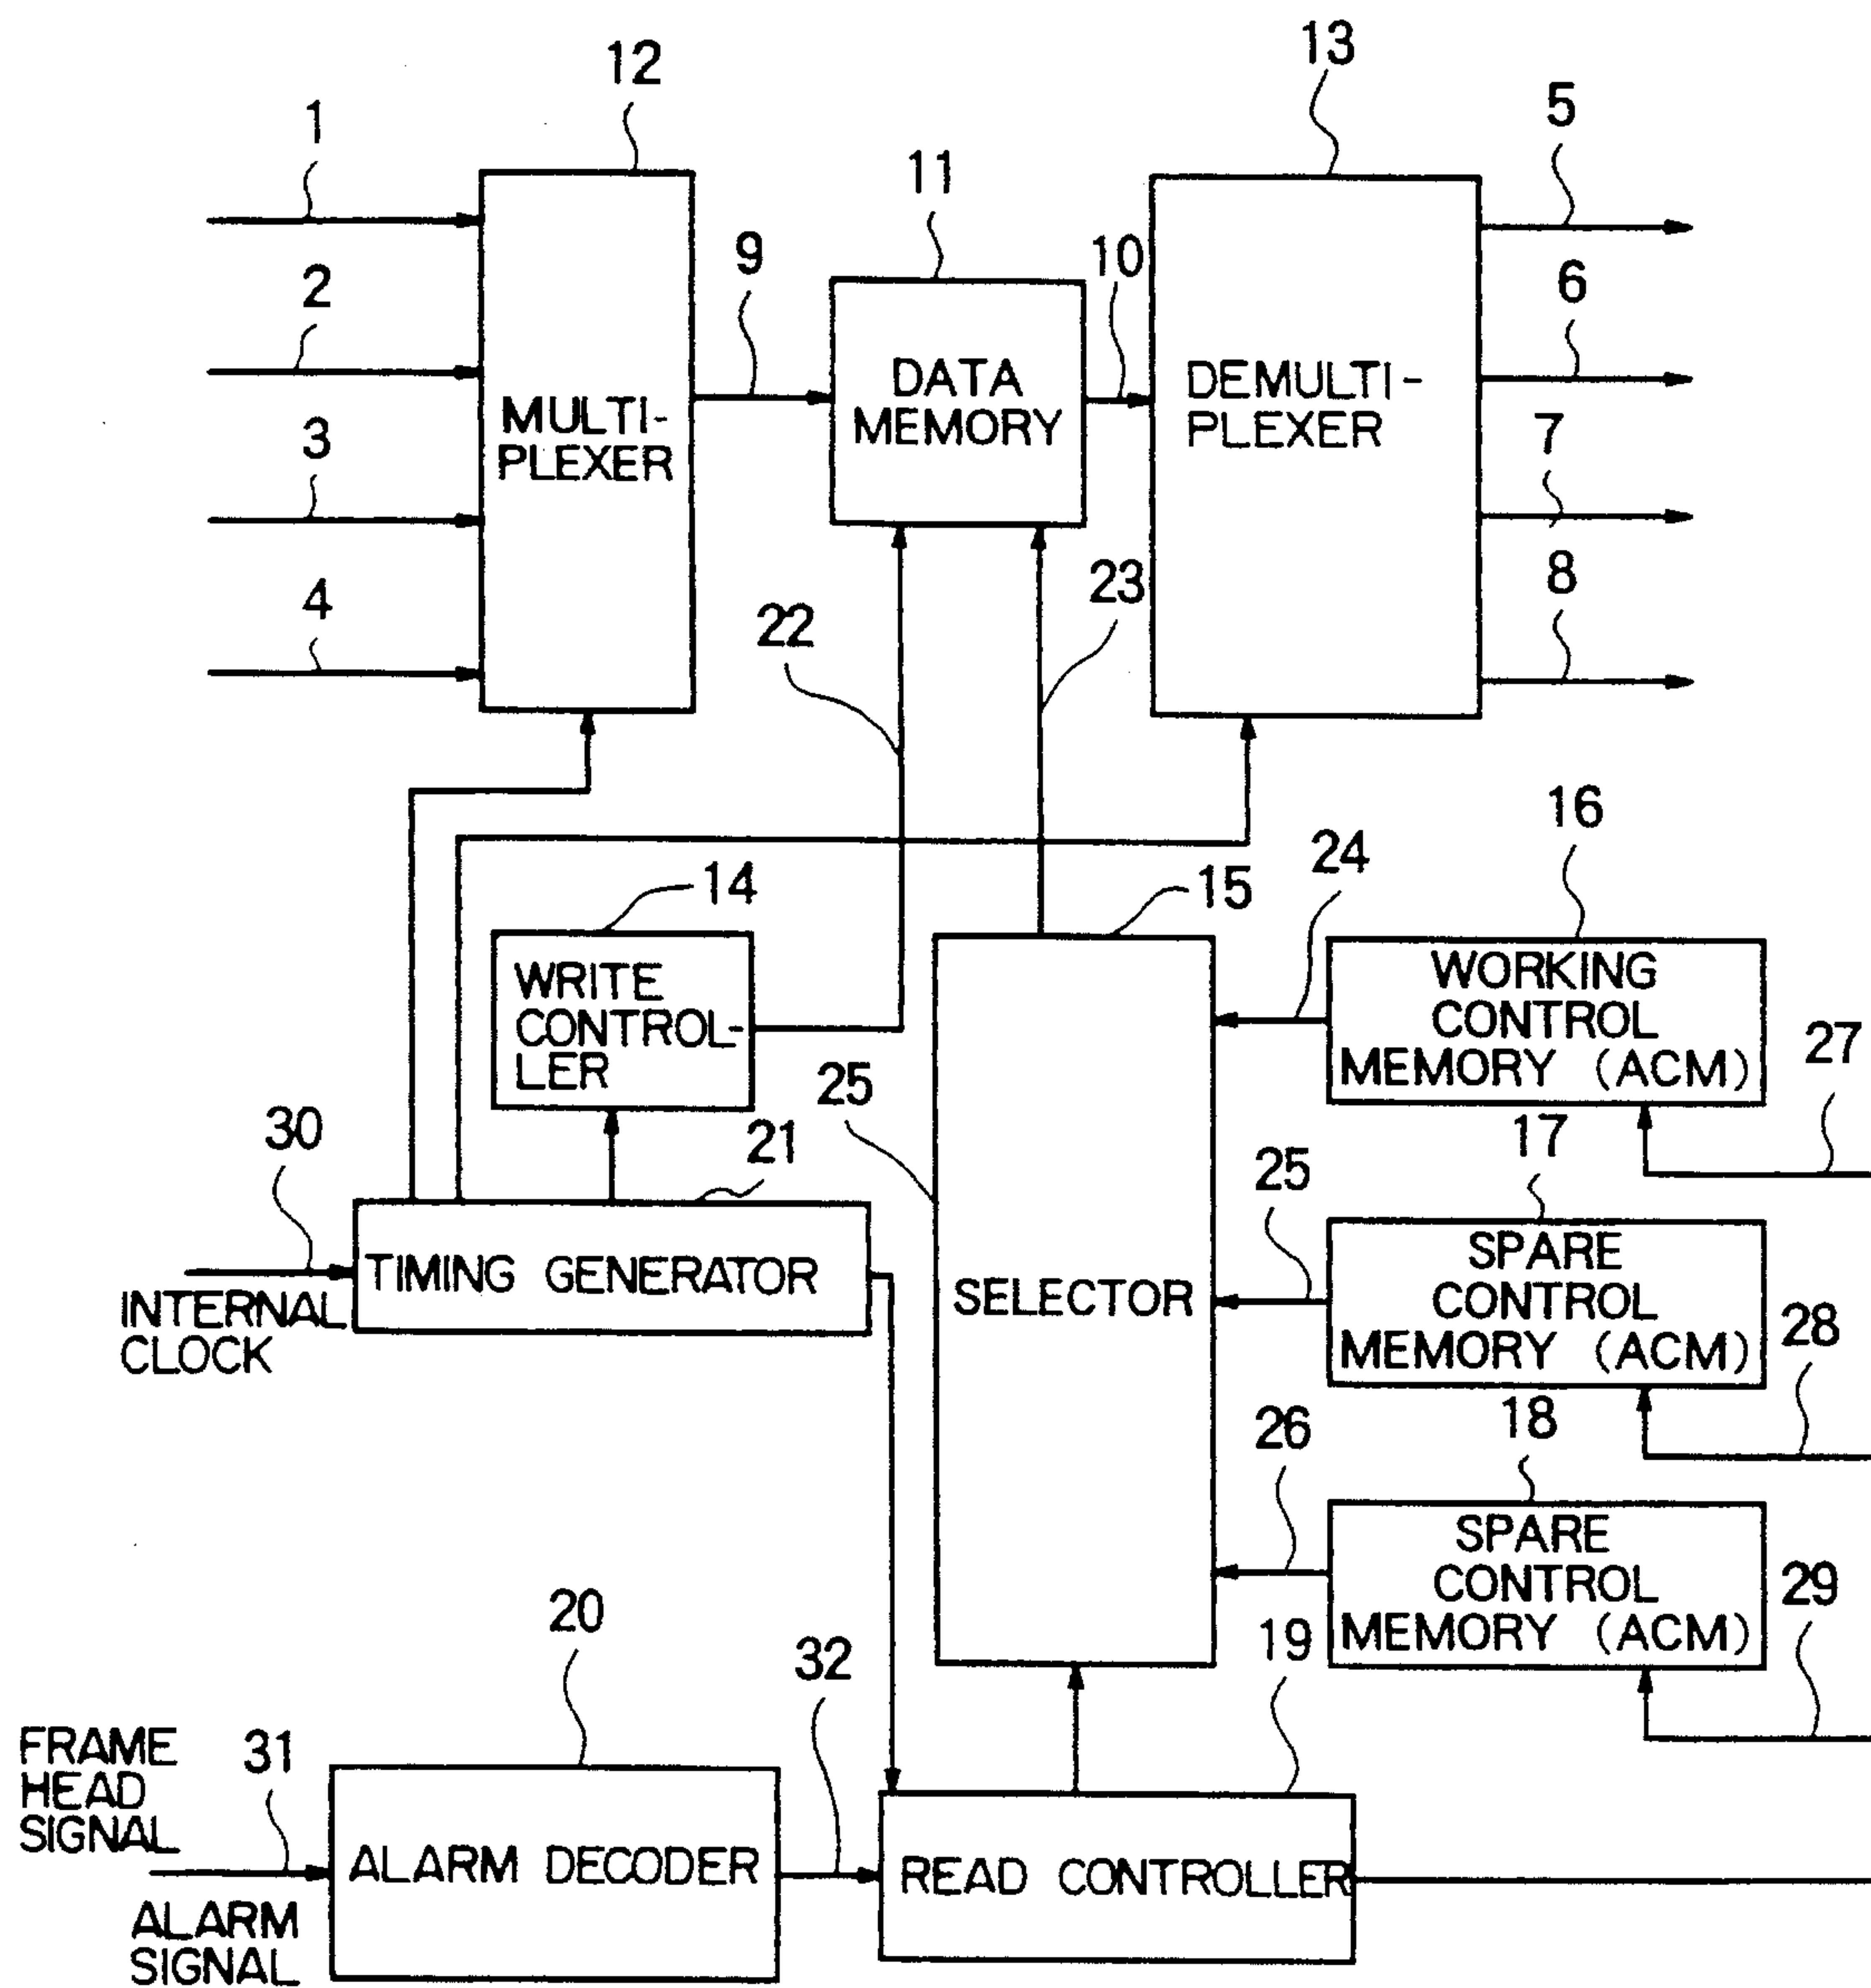 12
13
1
5
11
2
9
10
6
DATA
MEMORY
DEMULTI-
PLEXER
MULTI-
PLEXER
3
7
4
8
22
23
16
24
14
15
WORKING
CONTROL
MEMORY (ACM)
WRITE
CONTROL-
LER
27
25
17
30
21
25
SPARE
CONTROL
MEMORY (ACM)
TIMING GENERATOR
SELECTOR
INTERNAL
CLOCK
28
18
26
SPARE
CONTROL
MEMORY (ACM)
29
20
32
19
FRAME
HEAD
SIGNAL
31
ALARM DECODER
READ CONTROLLER
ALARM
SIGNAL